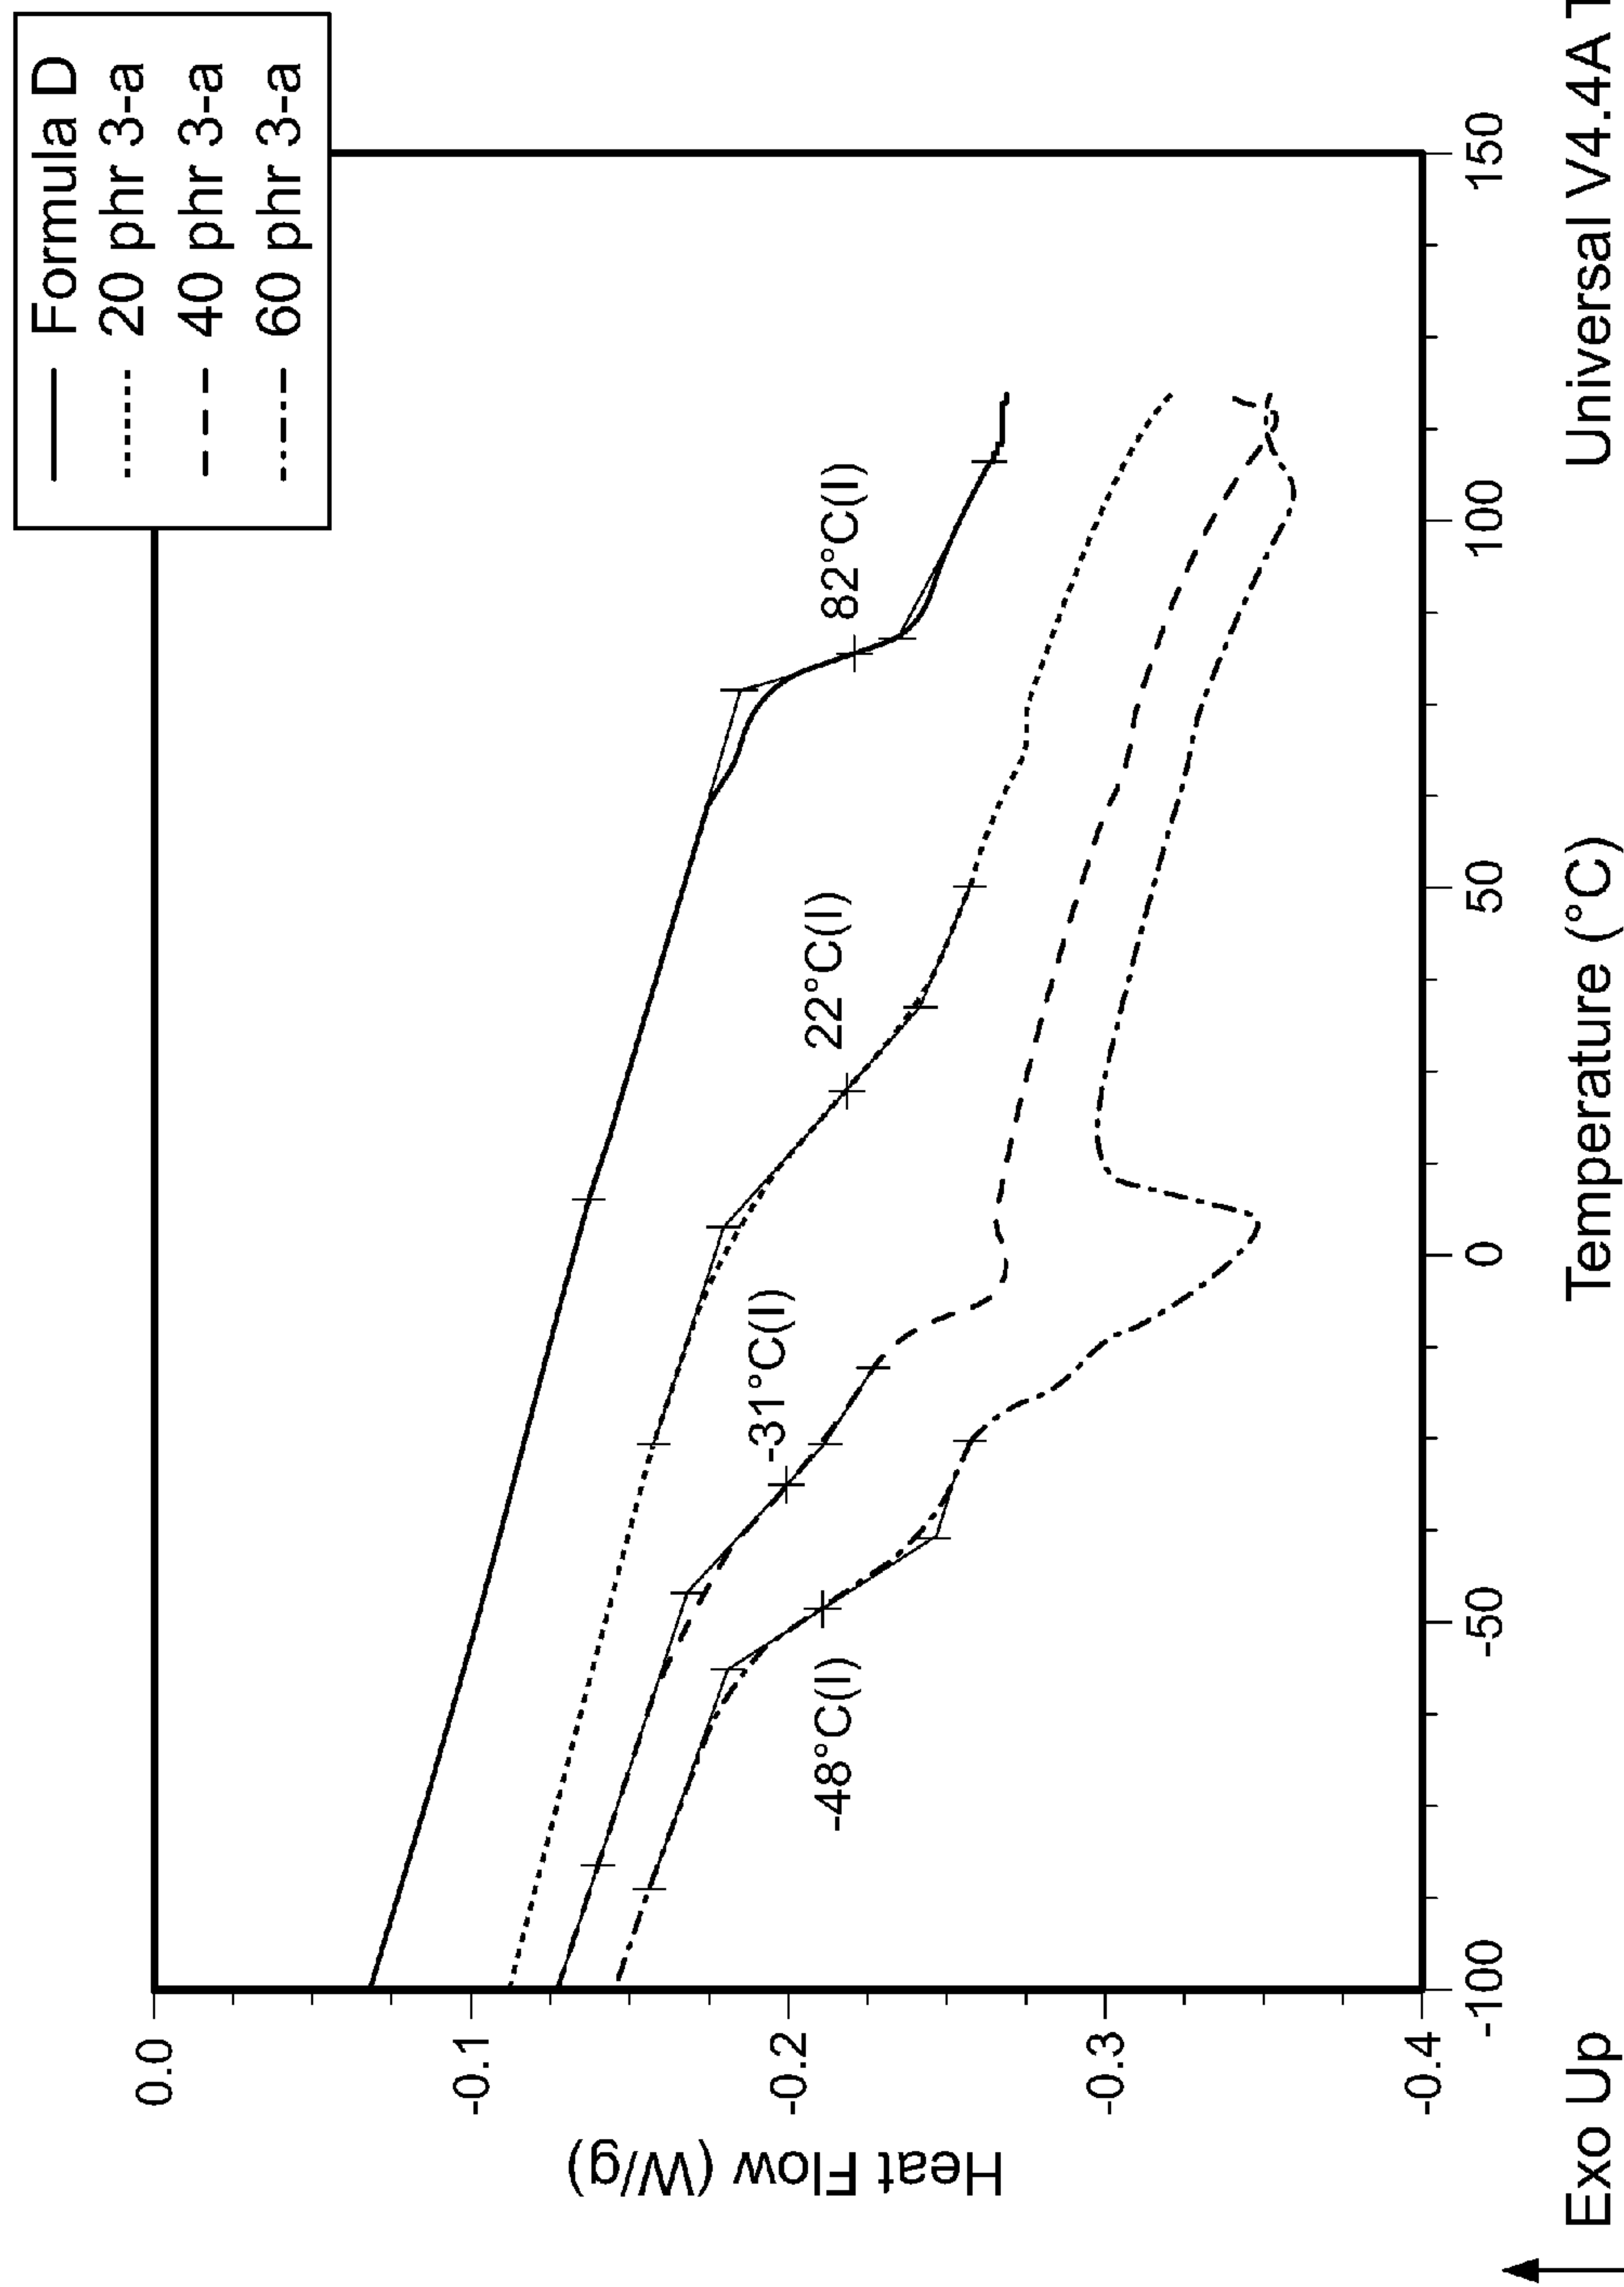 Formula D
20 phr 3-a
40 phr 3-a
60 phr 3-a
0.0
-0.1
-0.2
-0.3
-0.4
Heat Flow (W/g)
82°C(I)
22°C(I)
-31°C(I)
-48°C(I)
-100
-50
0
50
100
150
Exo Up
Temperature (°C)
Universal V4.4A